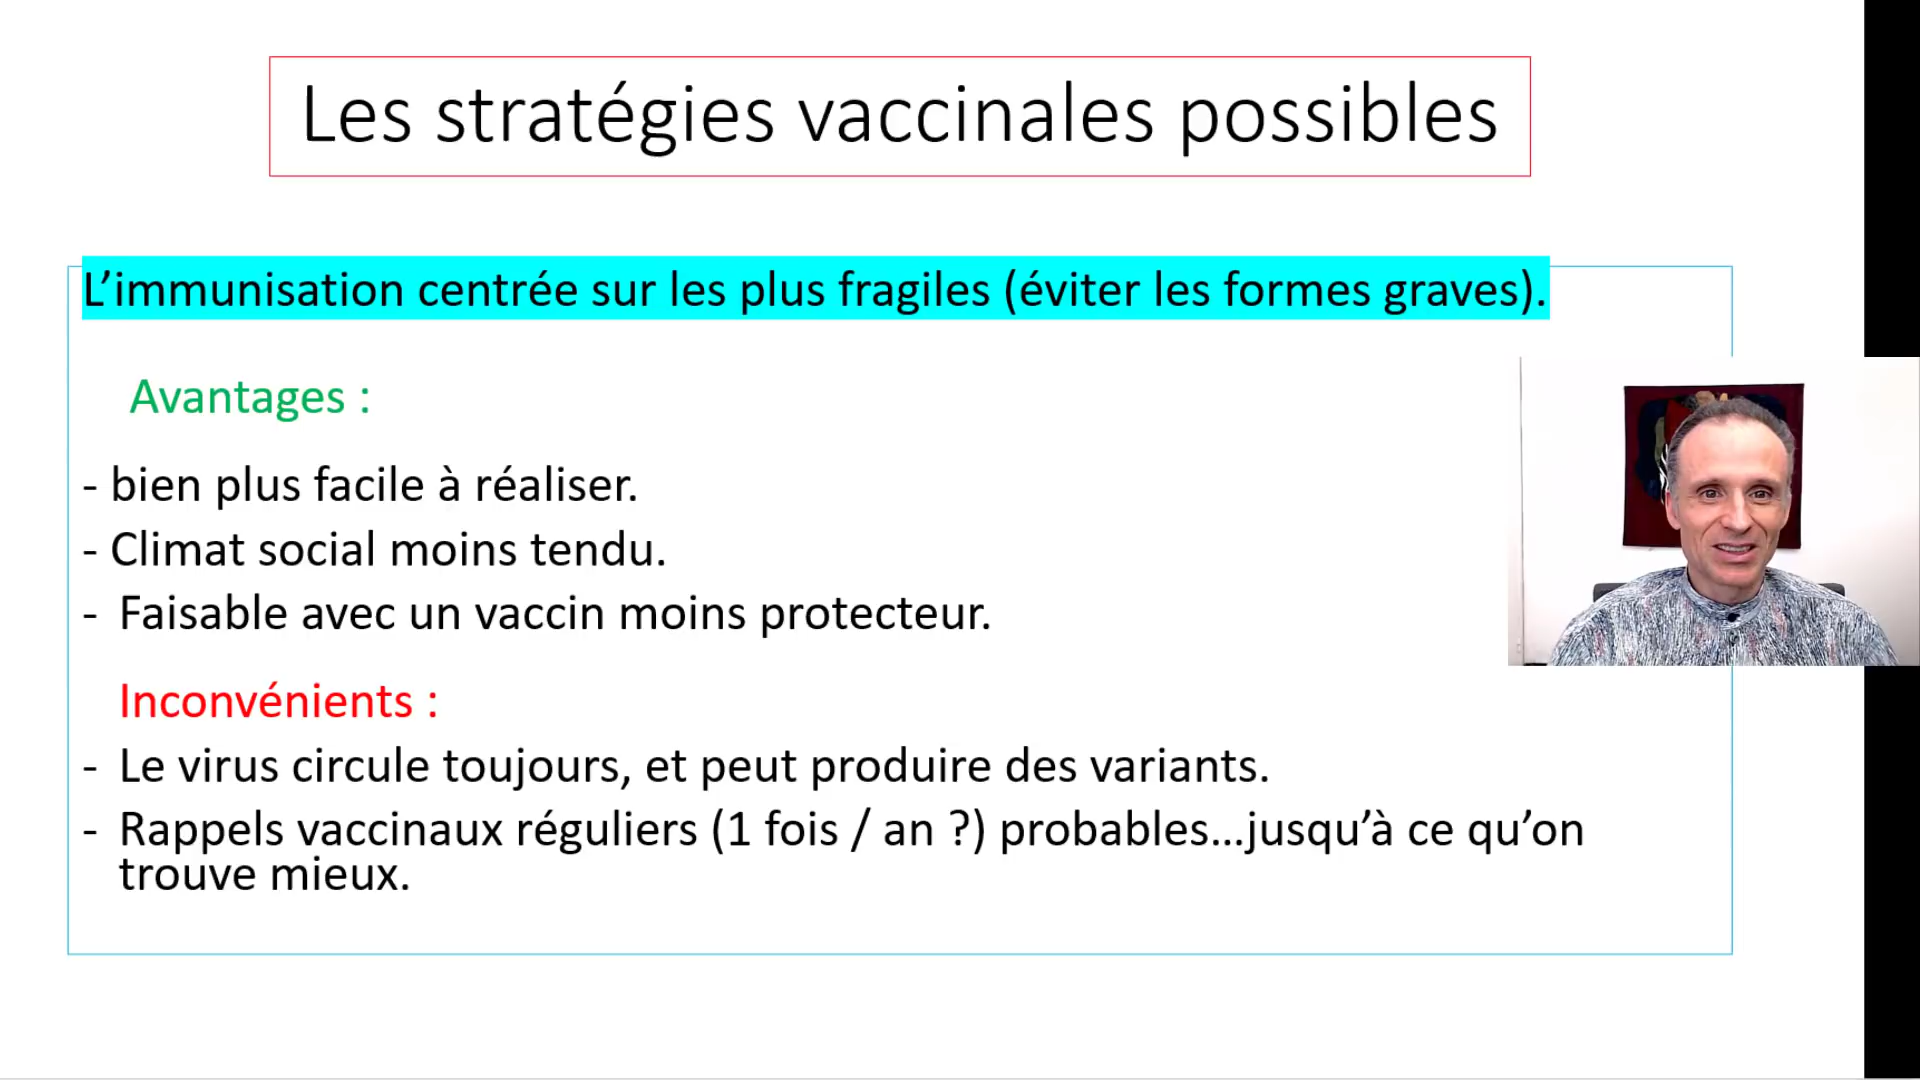 Les stratégies vaccinales possibles
L’immunisation centrée sur les plus fragiles (éviter les formes graves).
Avantages :
- bien plus facile à réaliser.
- Climat social moins tendu.
- Faisable avec un vaccin moins protecteur.
Inconvénients :
- Le virus circule toujours, et peut produire des variants.
- Rappels vaccinaux réguliers (1 fois / an ?) probables...jusqu’à ce qu’on
trouve mieux.